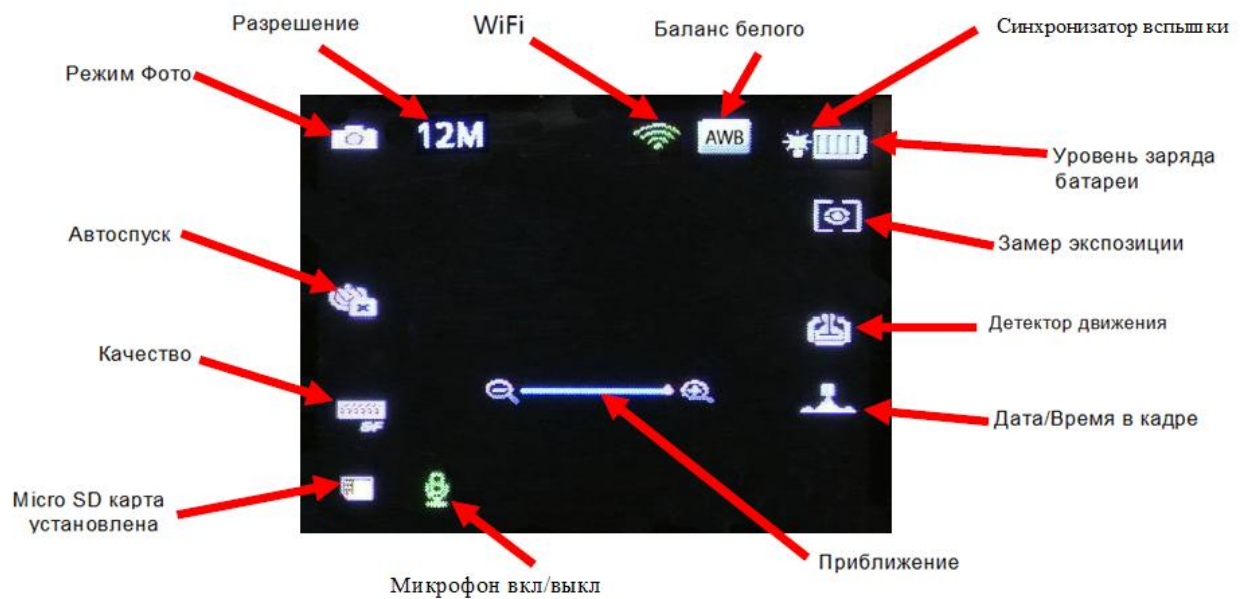 Разрешение
WiFi
Баланс белого
Синхронизатор вспышки
Режим Фото
12M
AWB
Уровень заряда
батареи
Автоспуск
Замер экспозиции
Детектор движения
Качество
SF
Дата/Время в кадре
Micro SD карта
установлена
Приближение
Микрофон вкл/выкл